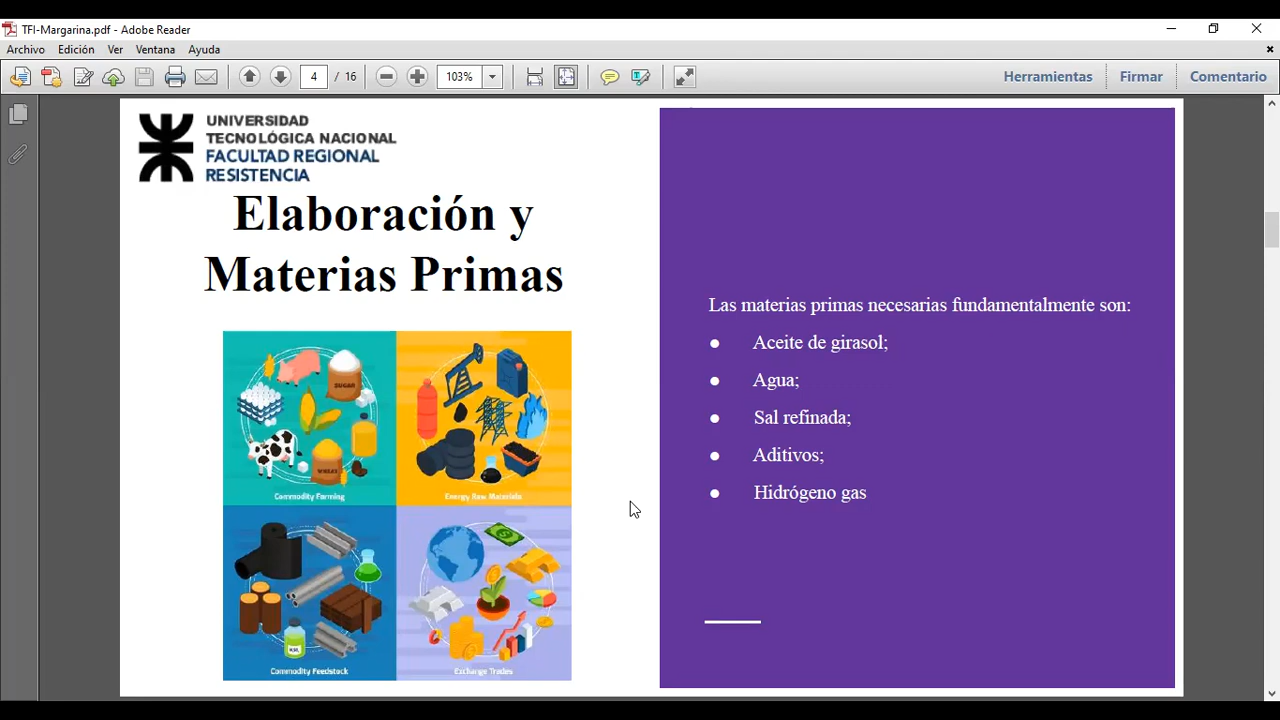 TFI-Margarina.pdf - Adobe Reader
Archivo Edición Ver Ventana Ayuda
4 / 16 103% Herramientas Firmar Comentario
UNIVERSIDAD
TECNOLÓGICA NACIONAL
FACULTAD REGIONAL
RESISTENCIA
Elaboración y
Materias Primas
SUGAR
WHEAT
Commodity Farming
Energy Raw Materials
Commodity Feedstock
Exchange Trades
Las materias primas necesarias fundamentalmente son:
● Aceite de girasol;
● Agua;
● Sal refinada;
● Aditivos;
● Hidrógeno gas